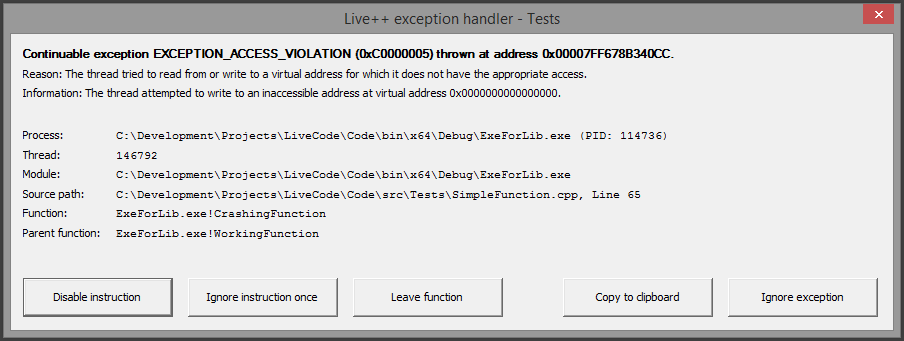 Live++ exception handler - Tests
Continuable exception EXCEPTION_ACCESS_VIOLATION (0xC0000005) thrown at address 0x00007FF678B340CC.
Reason: The thread tried to read from or write to a virtual address for which it does not have the appropriate access.
Information: The thread attempted to write to an inaccessible address at virtual address 0x0000000000000000.
Process: C:\Development\Projects\LiveCode\Code\bin\x64\Debug\ExeForLib.exe (PID: 114736)
Thread: 146792
Module: C:\Development\Projects\LiveCode\Code\bin\x64\Debug\ExeForLib.exe
Source path: C:\Development\Projects\LiveCode\Code\src\Tests\SimpleFunction.cpp, Line 65
Function: ExeForLib.exe!CrashingFunction
Parent function: ExeForLib.exe!WorkingFunction
Disable instruction Ignore instruction once Leave function Copy to clipboard Ignore exception